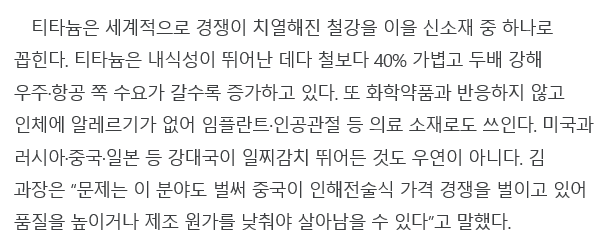 티타늄은 세계적으로 경쟁이 치열해진 철강을 이을 신소재 중 하나로
꼽힌다. 티타늄은 내식성이 뛰어난 데다 철보다 40% 가볍고 두배 강해
우주·항공 쪽 수요가 갈수록 증가하고 있다. 또 화학약품과 반응하지 않고
인체에 알레르기가 없어 임플란트·인공관절 등 의료 소재로도 쓰인다. 미국과
러시아·중국·일본 등 강대국이 일찌감치 뛰어든 것도 우연이 아니다. 김
과장은 “문제는 이 분야도 벌써 중국이 인해전술식 가격 경쟁을 벌이고 있어
품질을 높이거나 제조 원가를 낮춰야 살아남을 수 있다”고 말했다.